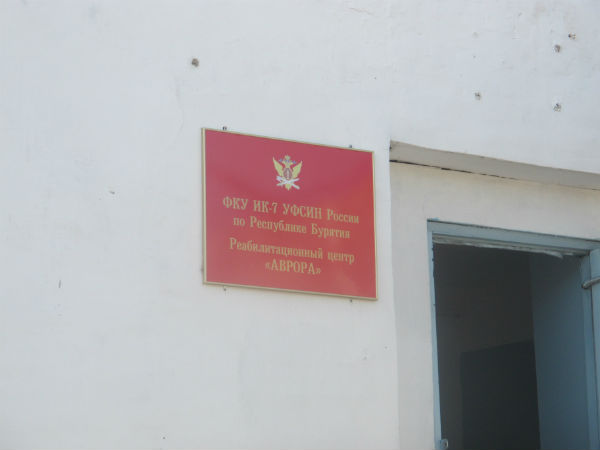 ФКУ ИК-7 УФСИН России
по Республике Бурятия
Реабилитационный центр
«АВРОРА»